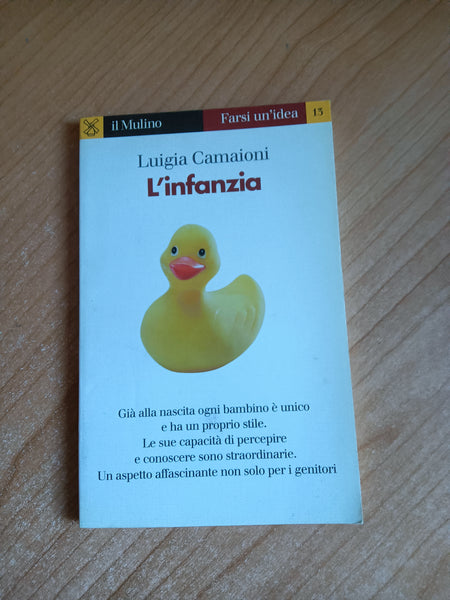 il Mulino Farsi un'idea 13
Luigia Camaioni
L'infanzia
Già alla nascita ogni bambino è unico
e ha un proprio stile.
Le sue capacità di percepire
e conoscere sono straordinarie.
Un aspetto affascinante non solo per i genitori